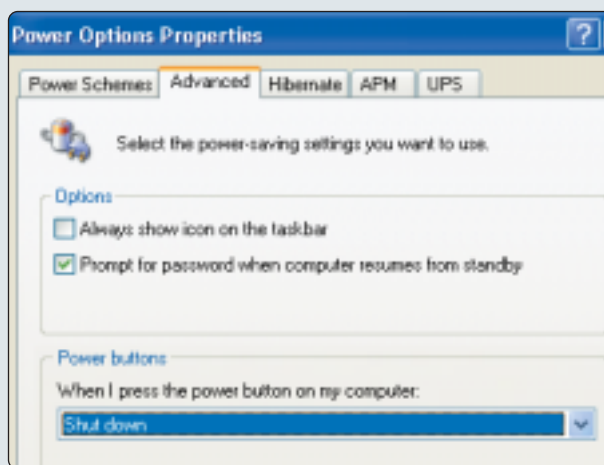 Power Options Properties
?
Power Schemes Advanced Hibernate APM UPS
Select the power-saving settings you want to use.
Options
Always show icon on the taskbar
Prompt for password when computer resumes from standby
Power buttons
When I press the power button on my computer:
Shut down